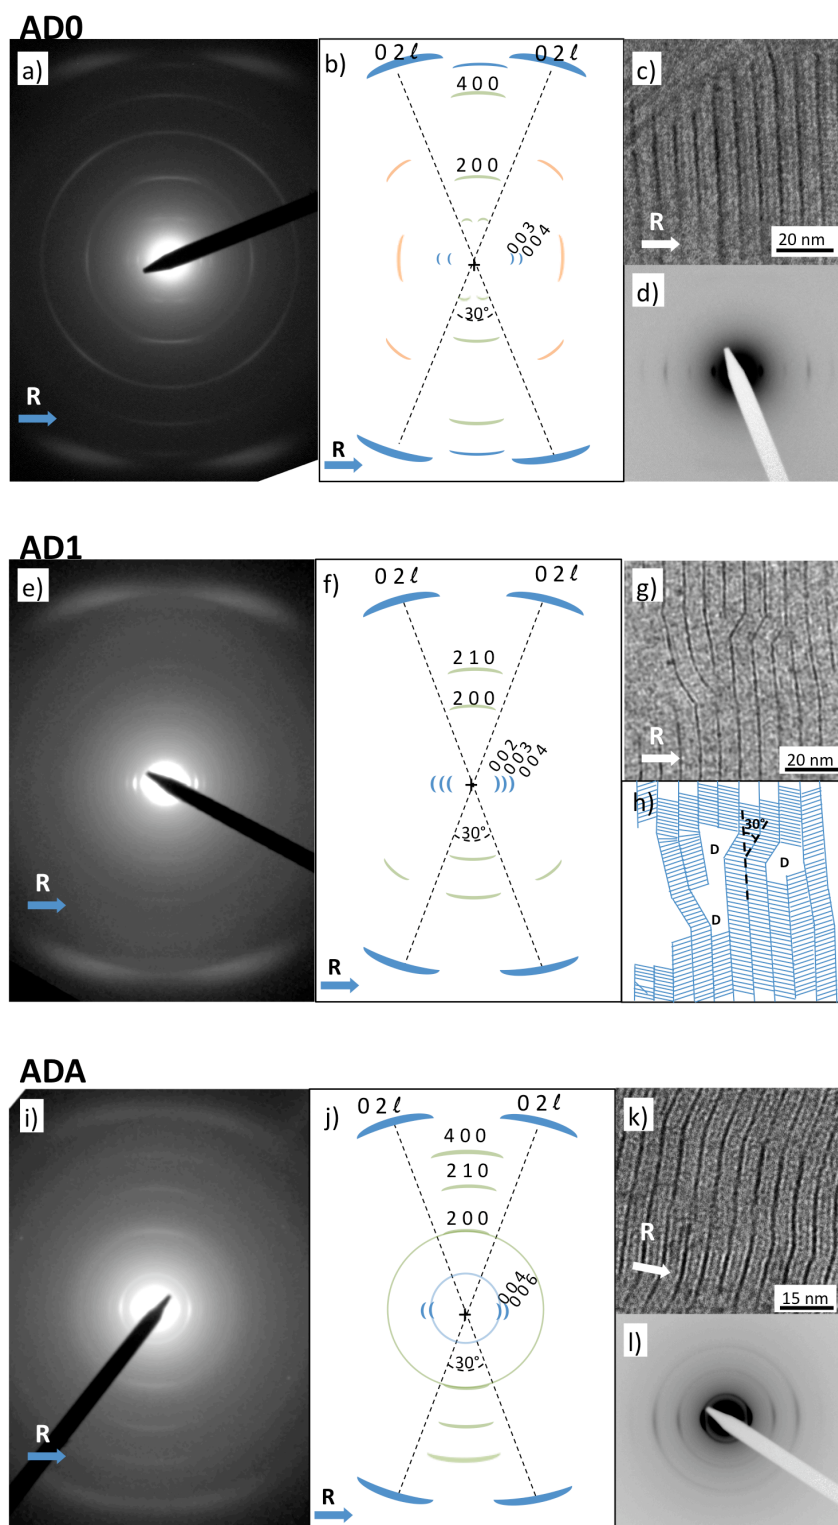 AD0
a)
R
b)
0 2 ℓ
0 2 ℓ
4 0 0
2 0 0
0 0 3
0 0 4
30°
R
c)
R
20 nm
d)
AD1
e)
R
f)
0 2 ℓ
0 2 ℓ
2 1 0
2 0 0
0 0 2
0 0 3
0 0 4
30°
R
g)
R
20 nm
h)
30°
D
D
D
ADA
i)
R
j)
0 2 ℓ
0 2 ℓ
4 0 0
2 1 0
2 0 0
0 0 4
0 0 6
30°
R
k)
R
15 nm
l)